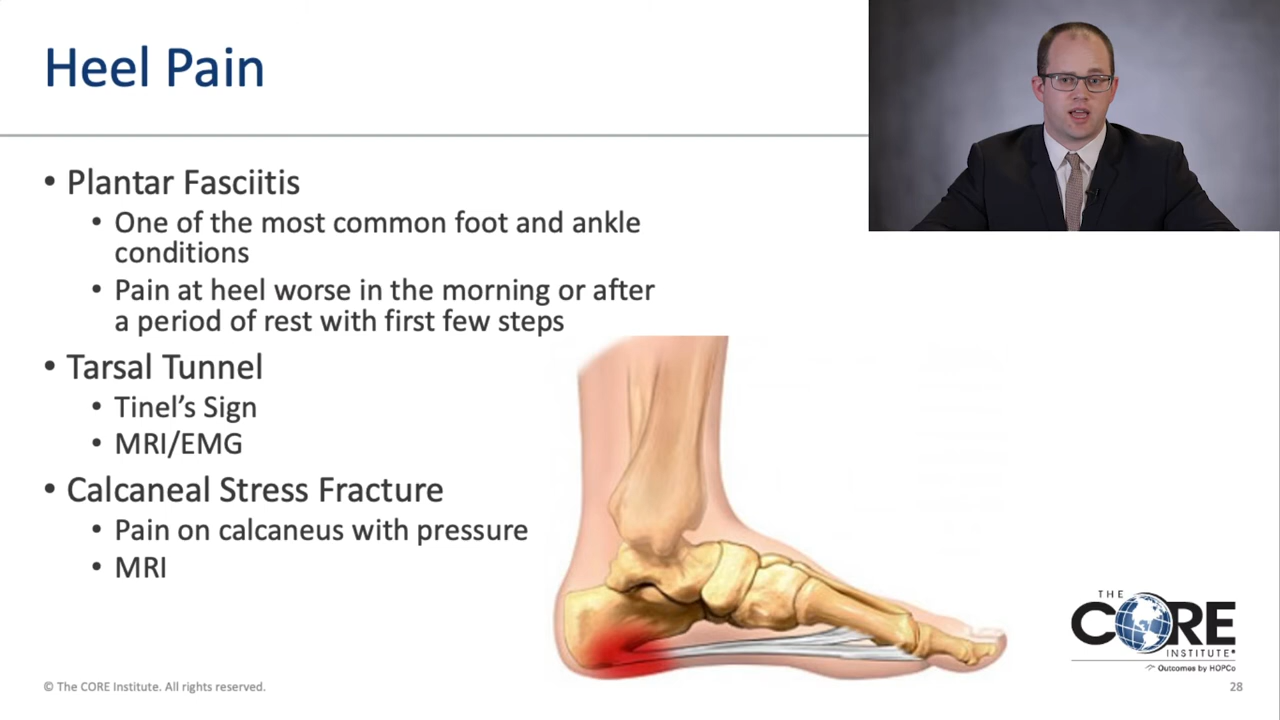 Heel Pain
• Plantar Fasciitis
• One of the most common foot and ankle
conditions
• Pain at heel worse in the morning or after
a period of rest with first few steps
• Tarsal Tunnel
• Tinel’s Sign
• MRI/EMG
• Calcaneal Stress Fracture
• Pain on calcaneus with pressure
• MRI
THE
CORE
INSTITUTE®
Outcomes by HOPCo
© The CORE Institute. All rights reserved.
28